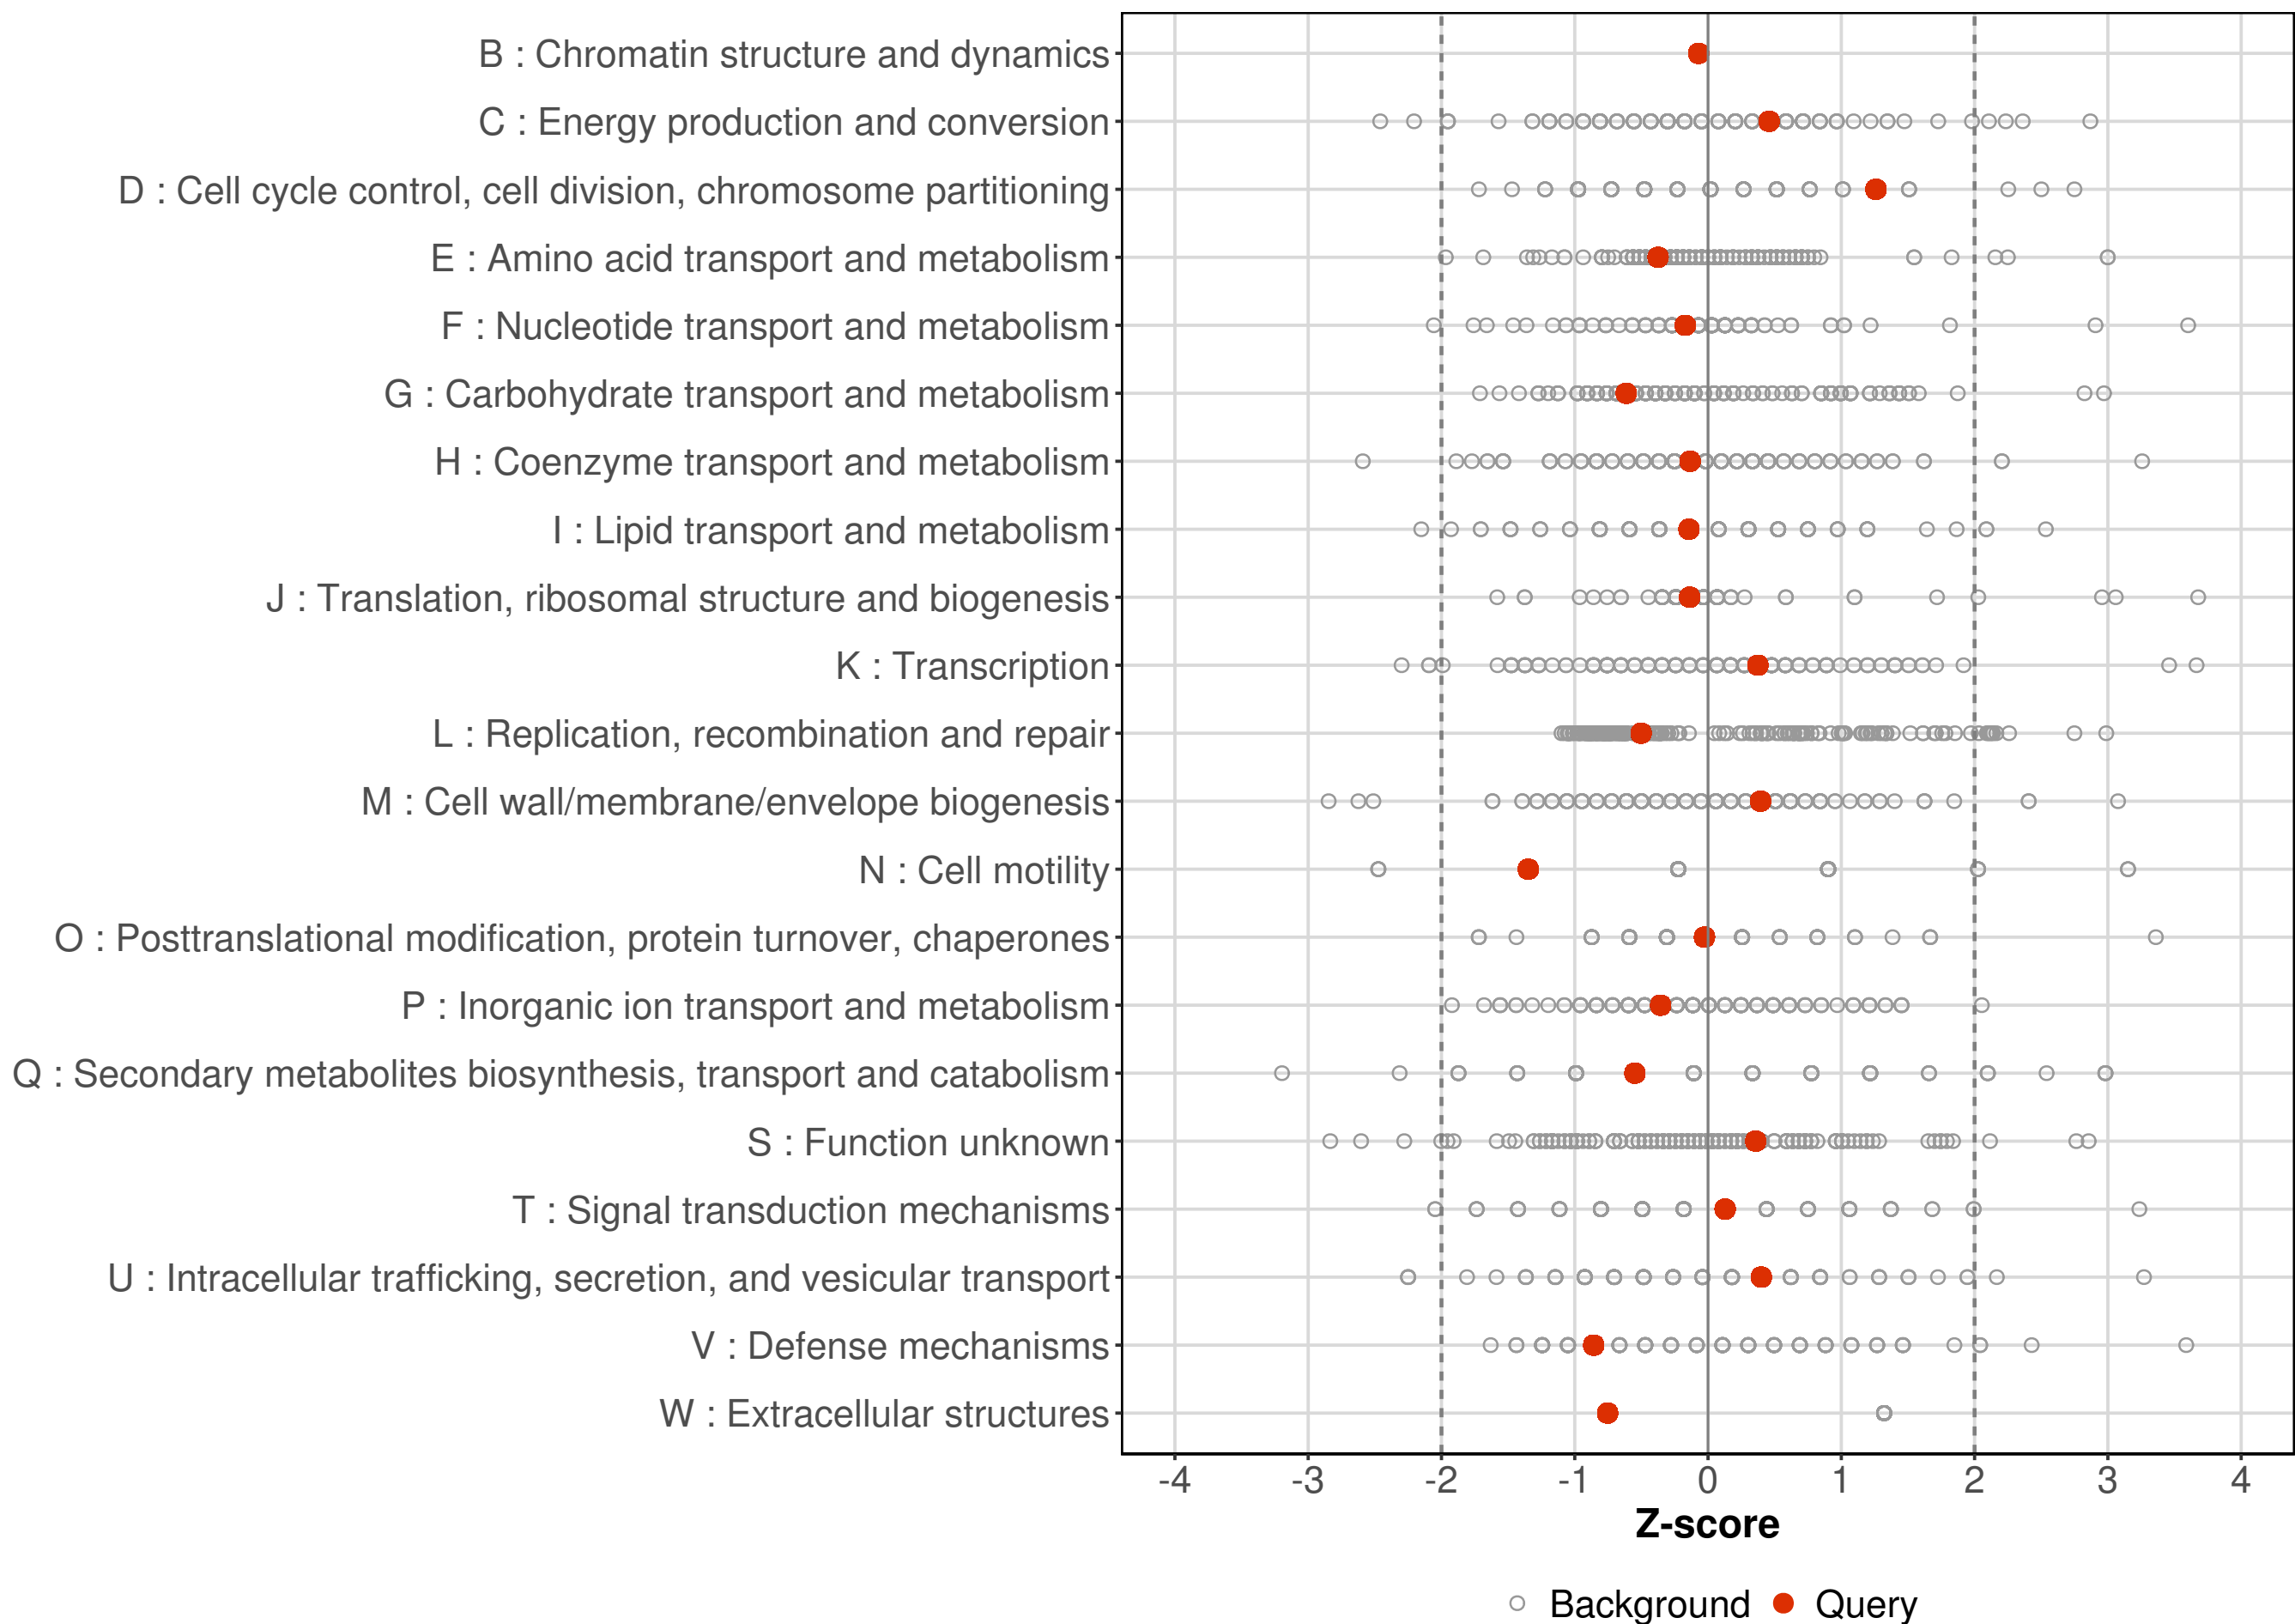 B : Chromatin structure and dynamics
C : Energy production and conversion
D : Cell cycle control, cell division, chromosome partitioning
E : Amino acid transport and metabolism
F : Nucleotide transport and metabolism
G : Carbohydrate transport and metabolism
H : Coenzyme transport and metabolism
I : Lipid transport and metabolism
J : Translation, ribosomal structure and biogenesis
K : Transcription
L : Replication, recombination and repair
M : Cell wall/membrane/envelope biogenesis
N : Cell motility
O : Posttranslational modification, protein turnover, chaperones
P : Inorganic ion transport and metabolism
Q : Secondary metabolites biosynthesis, transport and catabolism
S : Function unknown
T : Signal transduction mechanisms
U : Intracellular trafficking, secretion, and vesicular transport
V : Defense mechanisms
W : Extracellular structures
-4 -3 -2 -1 0 1 2 3 4
Z-score
Background Query